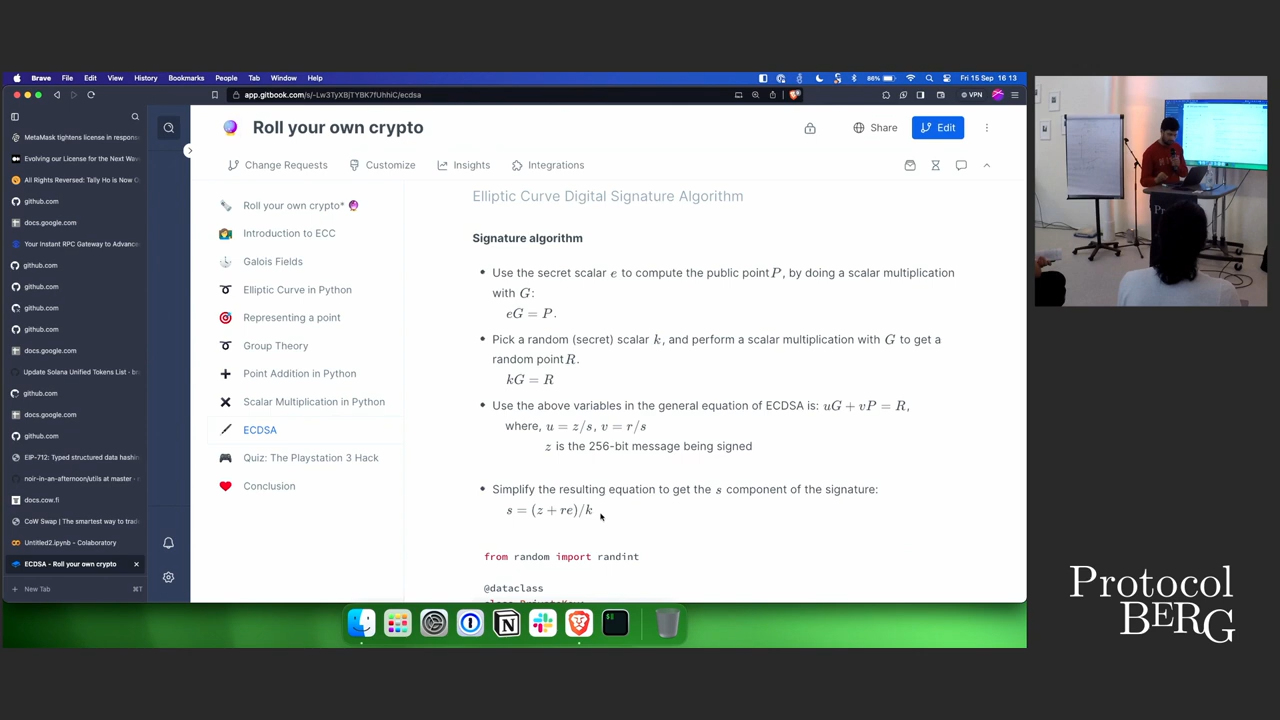 Brave File Edit View History Bookmarks People Tab Window Help
86%
Fri 15 Sep 16 13
app.gitbook.com/s/-Lw3TyXBjTYBK7fUhhiC/ecdsa
VPN
MetaMask tightens license in respons
Evolving our License for the Next Wave
All Rights Reversed: Tally Ho is Now O
github.com
docs.google.com
Your Instant RPC Gateway to Advance
github.com
github.com
github.com
github.com
docs.google.com
Update Solana Unified Tokens List - bo
github.com
docs.google.com
github.com
EIP-712: Typed structured data hashin
noir-in-an-afternoon/utils at master
docs.cow.fi
CoW Swap | The smartest way to trad
Untitled2.ipynb - Colaboratory
ECDSA - Roll your own crypto
New Tab ⌘T
Roll your own crypto
Share
Edit
Change Requests
Customize
Insights
Integrations
Roll your own crypto*
Introduction to ECC
Galois Fields
Elliptic Curve in Python
Representing a point
Group Theory
Point Addition in Python
Scalar Multiplication in Python
ECDSA
Quiz: The Playstation 3 Hack
Conclusion
Elliptic Curve Digital Signature Algorithm
Signature algorithm
• Use the secret scalar e to compute the public point P, by doing a scalar multiplication
with G:
eG = P.
• Pick a random (secret) scalar k, and perform a scalar multiplication with G to get a
random point R.
kG = R
• Use the above variables in the general equation of ECDSA is: uG + vP = R,
where, u = z/s, v = r/s
z is the 256-bit message being signed
• Simplify the resulting equation to get the s component of the signature:
s = (z + re)/k
from random import randint
@dataclass
Protocol
BERG